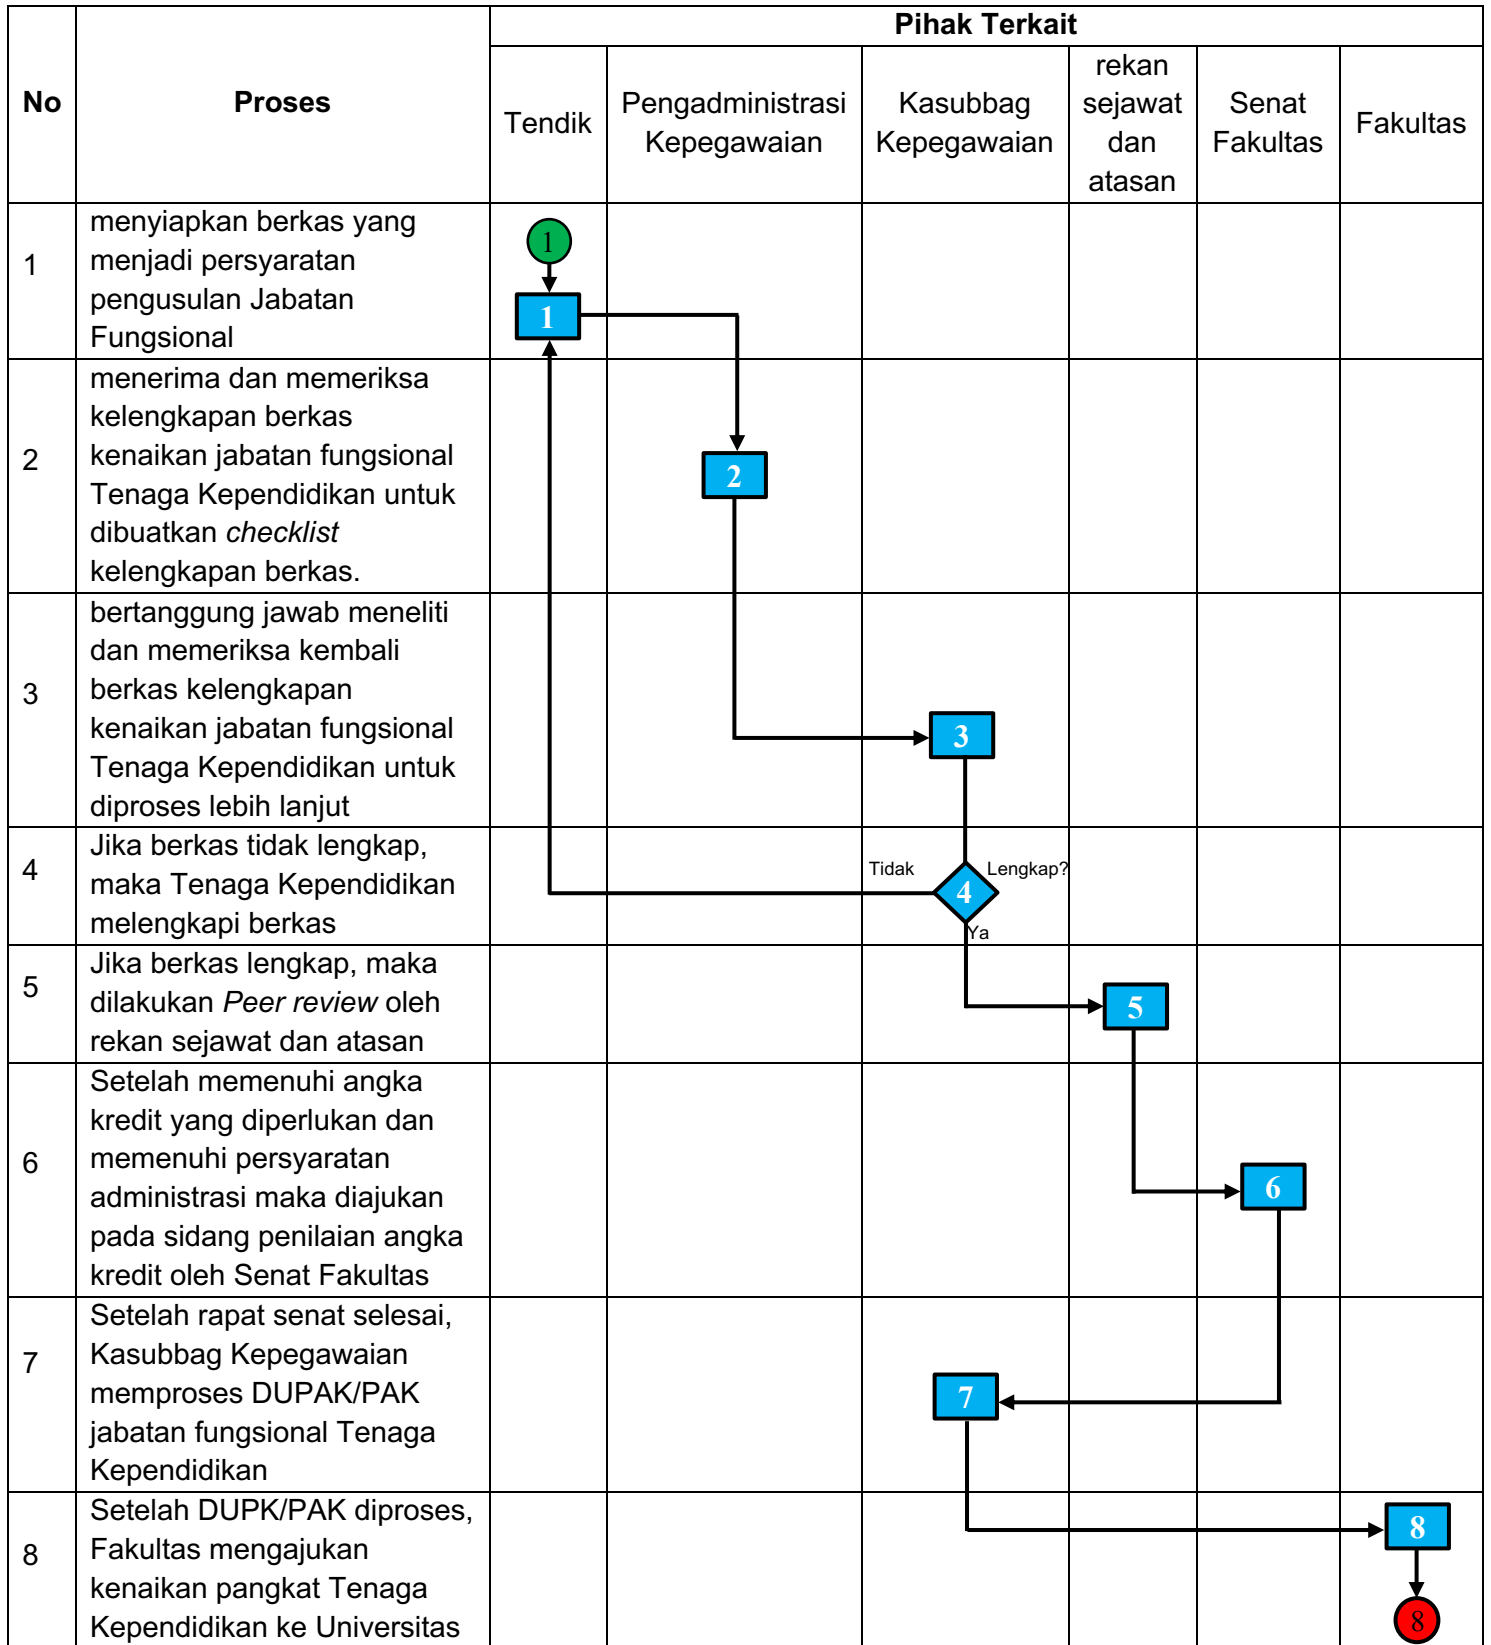 Pihak Terkait
No
Proses
Tendik
Pengadministrasi
Kepegawaian
Kasubbag
Kepegawaian
rekan
sejawat
dan
atasan
Senat
Fakultas
Fakultas
1
menyiapkan berkas yang
menjadi persyaratan
pengusulan Jabatan
Fungsional
1
1
2
menerima dan memeriksa
kelengkapan berkas
kenaikan jabatan fungsional
Tenaga Kependidikan untuk
dibuatkan checklist
kelengkapan berkas.
2
3
bertanggung jawab meneliti
dan memeriksa kembali
berkas kelengkapan
kenaikan jabatan fungsional
Tenaga Kependidikan untuk
diproses lebih lanjut
3
4
Jika berkas tidak lengkap,
maka Tenaga Kependidikan
melengkapi berkas
Tidak
4
Lengkap?
Ya
5
Jika berkas lengkap, maka
dilakukan Peer review oleh
rekan sejawat dan atasan
5
6
Setelah memenuhi angka
kredit yang diperlukan dan
memenuhi persyaratan
administrasi maka diajukan
pada sidang penilaian angka
kredit oleh Senat Fakultas
6
7
Setelah rapat senat selesai,
Kasubbag Kepegawaian
memproses DUPAK/PAK
jabatan fungsional Tenaga
Kependidikan
7
8
Setelah DUPK/PAK diproses,
Fakultas mengajukan
kenaikan pangkat Tenaga
Kependidikan ke Universitas
8
8